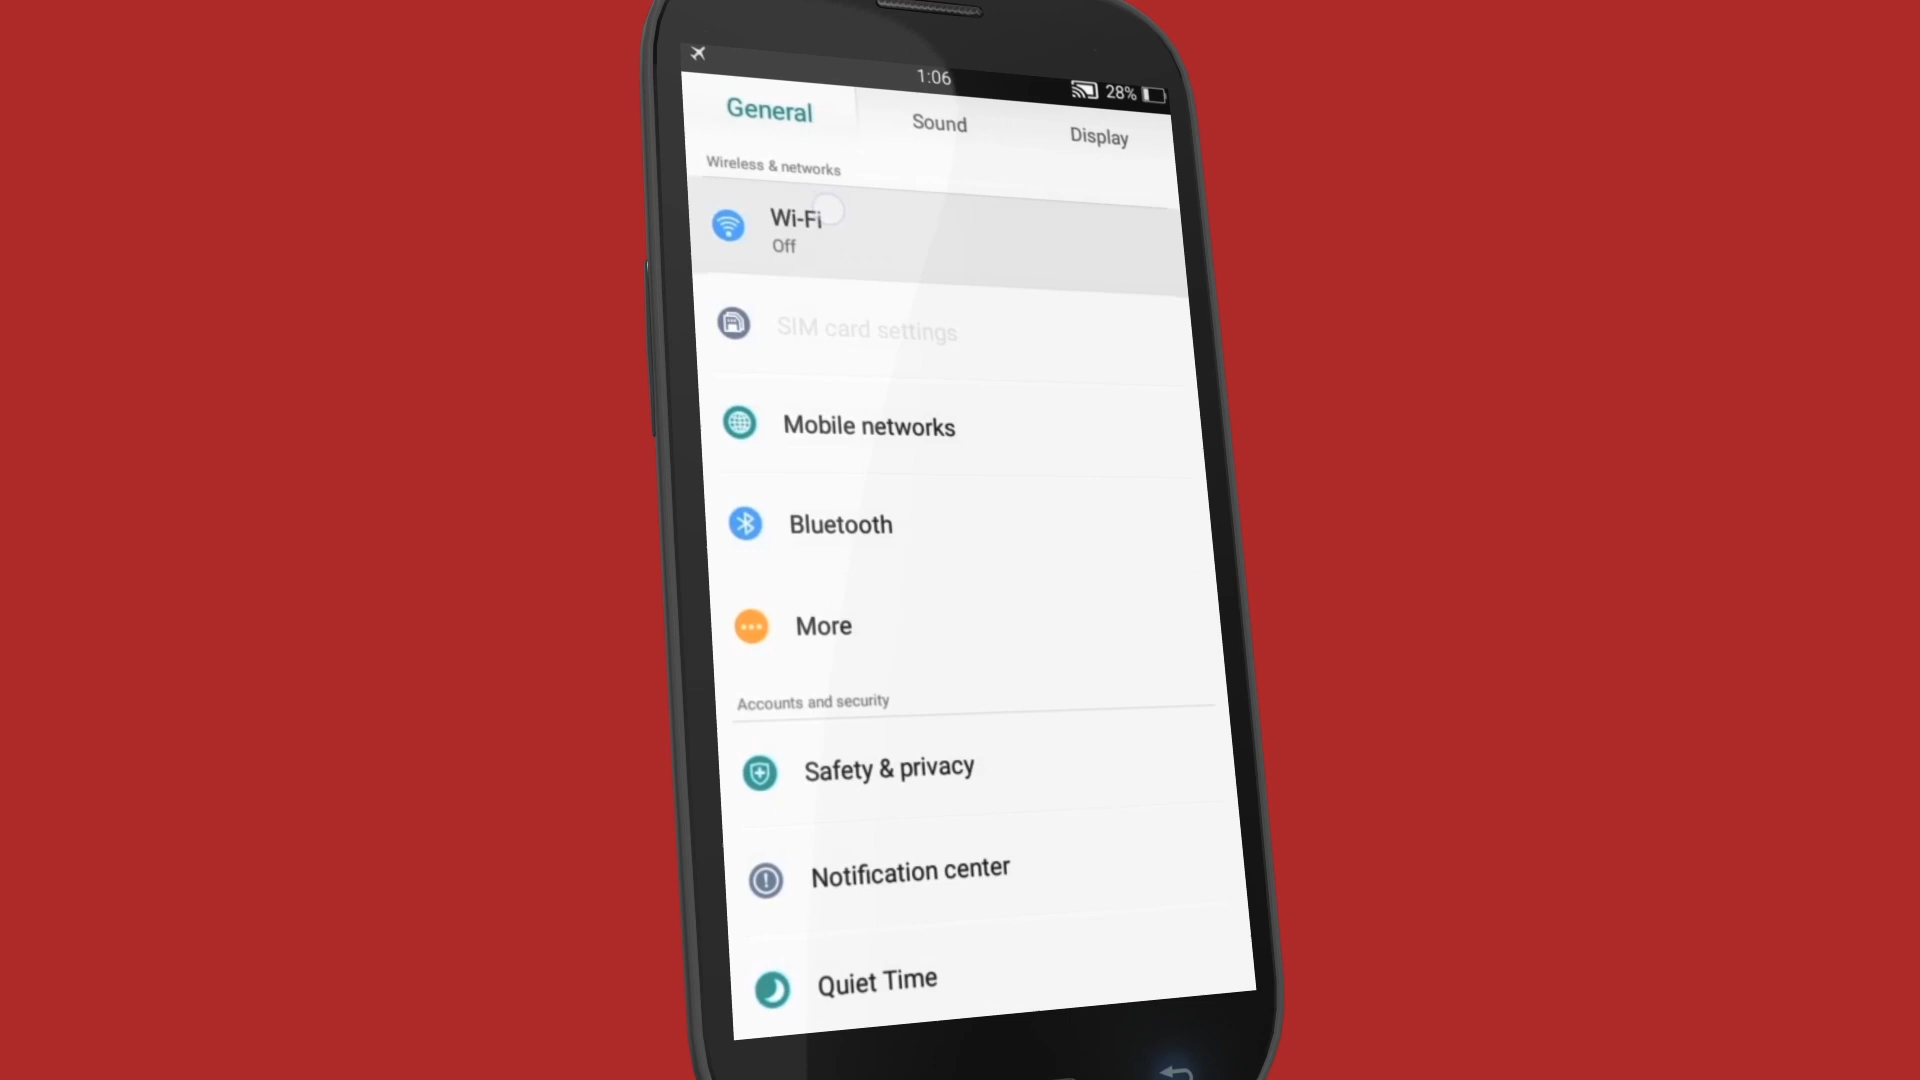 1:06
28%
General
Sound
Display
Wireless & networks
Wi-Fi
Off
SIM card settings
Mobile networks
Bluetooth
More
Accounts and security
Safety & privacy
Notification center
Quiet Time